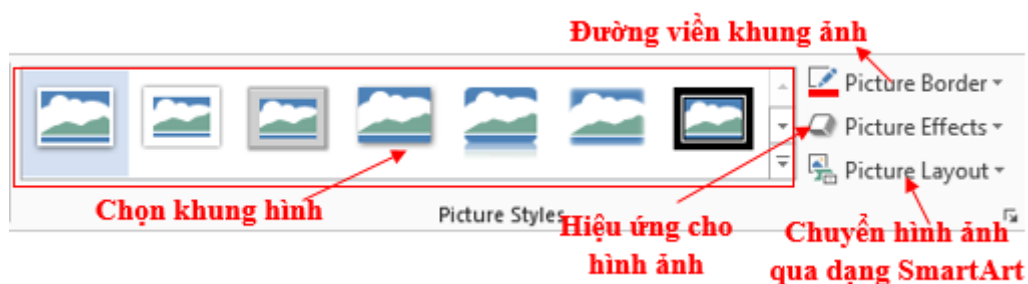 Đường viền khung ảnh
Picture Border
Picture Effects
Picture Layout
Chọn khung hình
Picture Styles
Hiệu ứng cho
hình ảnh
Chuyển hình ảnh
qua dạng SmartArt